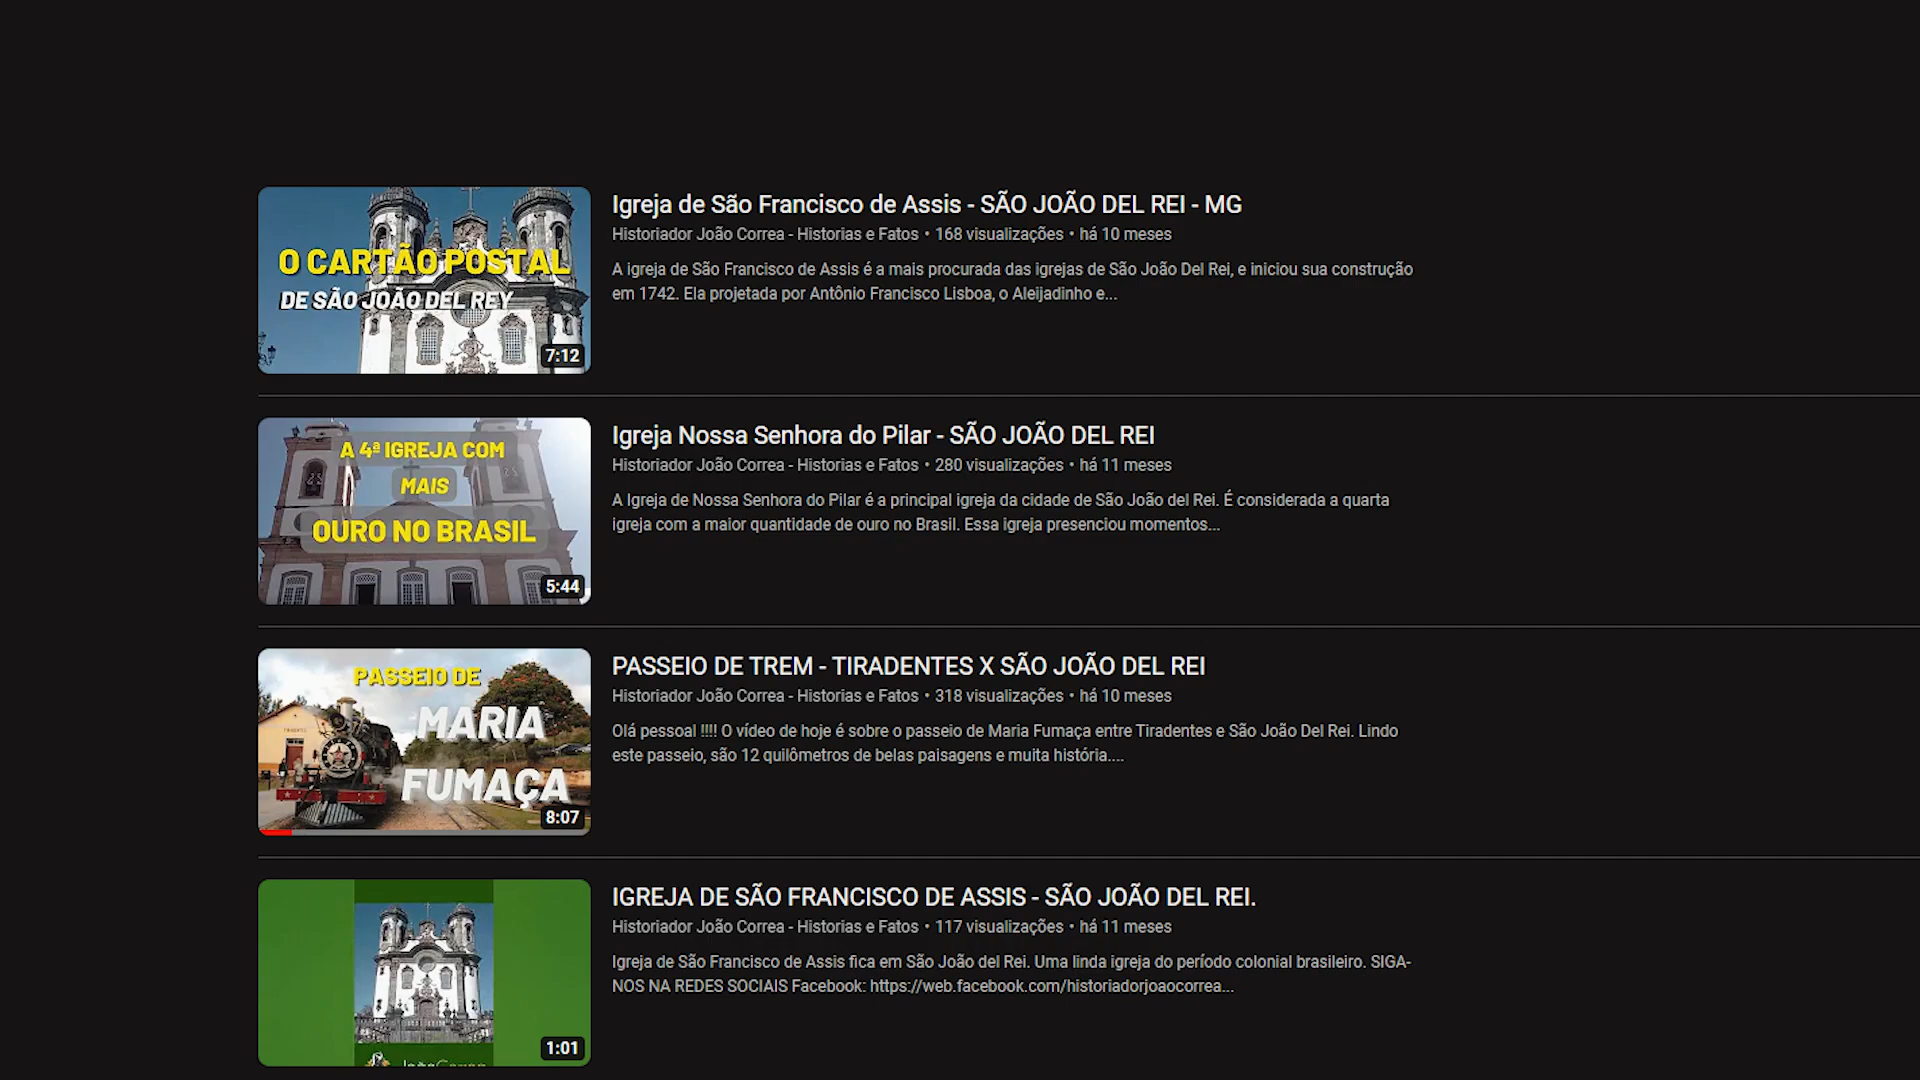 O CARTÃO POSTAL
DE SÃO JOÃO DEL REY
7:12
Igreja de São Francisco de Assis - SÃO JOÃO DEL REI - MG
Historiador João Correa - Historias e Fatos • 168 visualizações • há 10 meses
A igreja de São Francisco de Assis é a mais procurada das igrejas de São João Del Rei, e iniciou sua construção
em 1742. Ela projetada por Antônio Francisco Lisboa, o Aleijadinho e...
A 4ª IGREJA COM
MAIS
OURO NO BRASIL
5:44
Igreja Nossa Senhora do Pilar - SÃO JOÃO DEL REI
Historiador João Correa - Historias e Fatos • 280 visualizações • há 11 meses
A Igreja de Nossa Senhora do Pilar é a principal igreja da cidade de São João del Rei. É considerada a quarta
igreja com a maior quantidade de ouro no Brasil. Essa igreja presenciou momentos...
PASSEIO DE
MARIA
FUMAÇA
8:07
PASSEIO DE TREM - TIRADENTES X SÃO JOÃO DEL REI
Historiador João Correa - Historias e Fatos • 318 visualizações • há 10 meses
Olá pessoal !!!! O vídeo de hoje é sobre o passeio de Maria Fumaça entre Tiradentes e São João Del Rei. Lindo
este passeio, são 12 quilômetros de belas paisagens e muita história....
1:01
IGREJA DE SÃO FRANCISCO DE ASSIS - SÃO JOÃO DEL REI.
Historiador João Correa - Historias e Fatos • 117 visualizações • há 11 meses
Igreja de São Francisco de Assis fica em São João del Rei. Uma linda igreja do período colonial brasileiro. SIGA-
NOS NA REDES SOCIAIS Facebook: https://web.facebook.com/historiadorjoaocorrea...